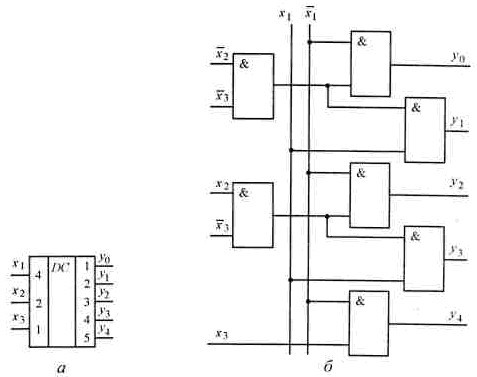 x₁ x̄₁
& y₀
x̄₂ &
x̄₃
& y₁
& y₂
x₂ &
x̄₃
& y₃
& y₄
x₃
DC
x₁ 4 1 y₀
2 y₁
x₂ 2 3 y₂
x₃ 1 4 y₃
5 y₄
а б